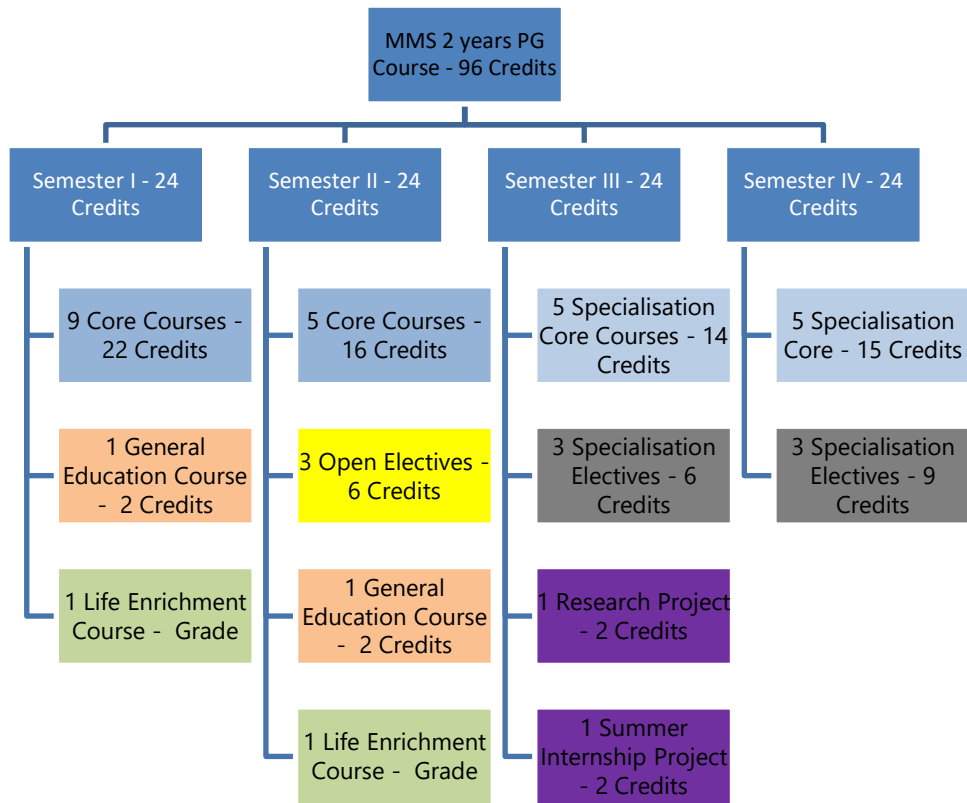 MMS 2 years PG
Course - 96 Credits
Semester I - 24
Credits
Semester II - 24
Credits
Semester III - 24
Credits
Semester IV - 24
Credits
9 Core Courses -
22 Credits
5 Core Courses -
16 Credits
5 Specialisation
Core Courses - 14
Credits
5 Specialisation
Core - 15 Credits
1 General
Education Course
- 2 Credits
3 Open Electives -
6 Credits
3 Specialisation
Electives - 6
Credits
3 Specialisation
Electives - 9
Credits
1 Life Enrichment
Course - Grade
1 General
Education Course
- 2 Credits
1 Research Project
- 2 Credits
1 Life Enrichment
Course - Grade
1 Summer
Internship Project
- 2 Credits